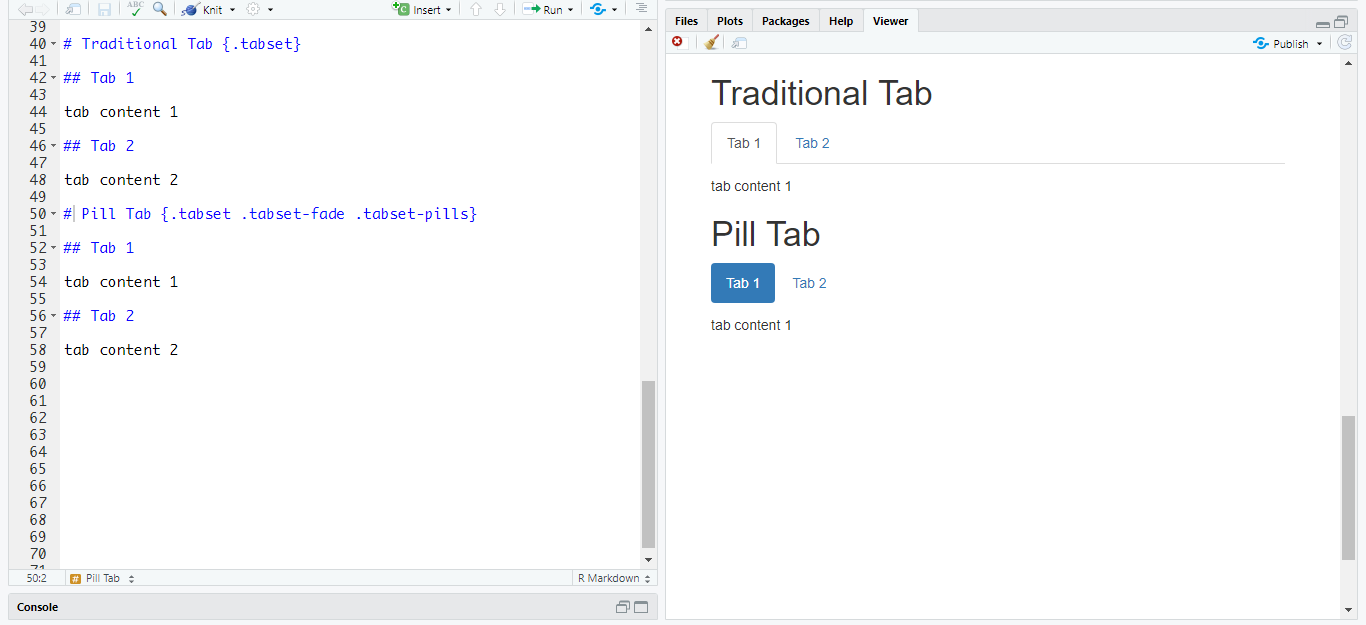 ABC Knit Insert Run
39
40 # Traditional Tab {.tabset}
41
42 ## Tab 1
43
44 tab content 1
45
46 ## Tab 2
47
48 tab content 2
49
50 # Pill Tab {.tabset .tabset-fade .tabset-pills}
51
52 ## Tab 1
53
54 tab content 1
55
56 ## Tab 2
57
58 tab content 2
59
60
61
62
63
64
65
66
67
68
69
70
71
50:2 # Pill Tab R Markdown
Console
Files Plots Packages Help Viewer
Publish
Traditional Tab
Tab 1 Tab 2
tab content 1
Pill Tab
Tab 1 Tab 2
tab content 1